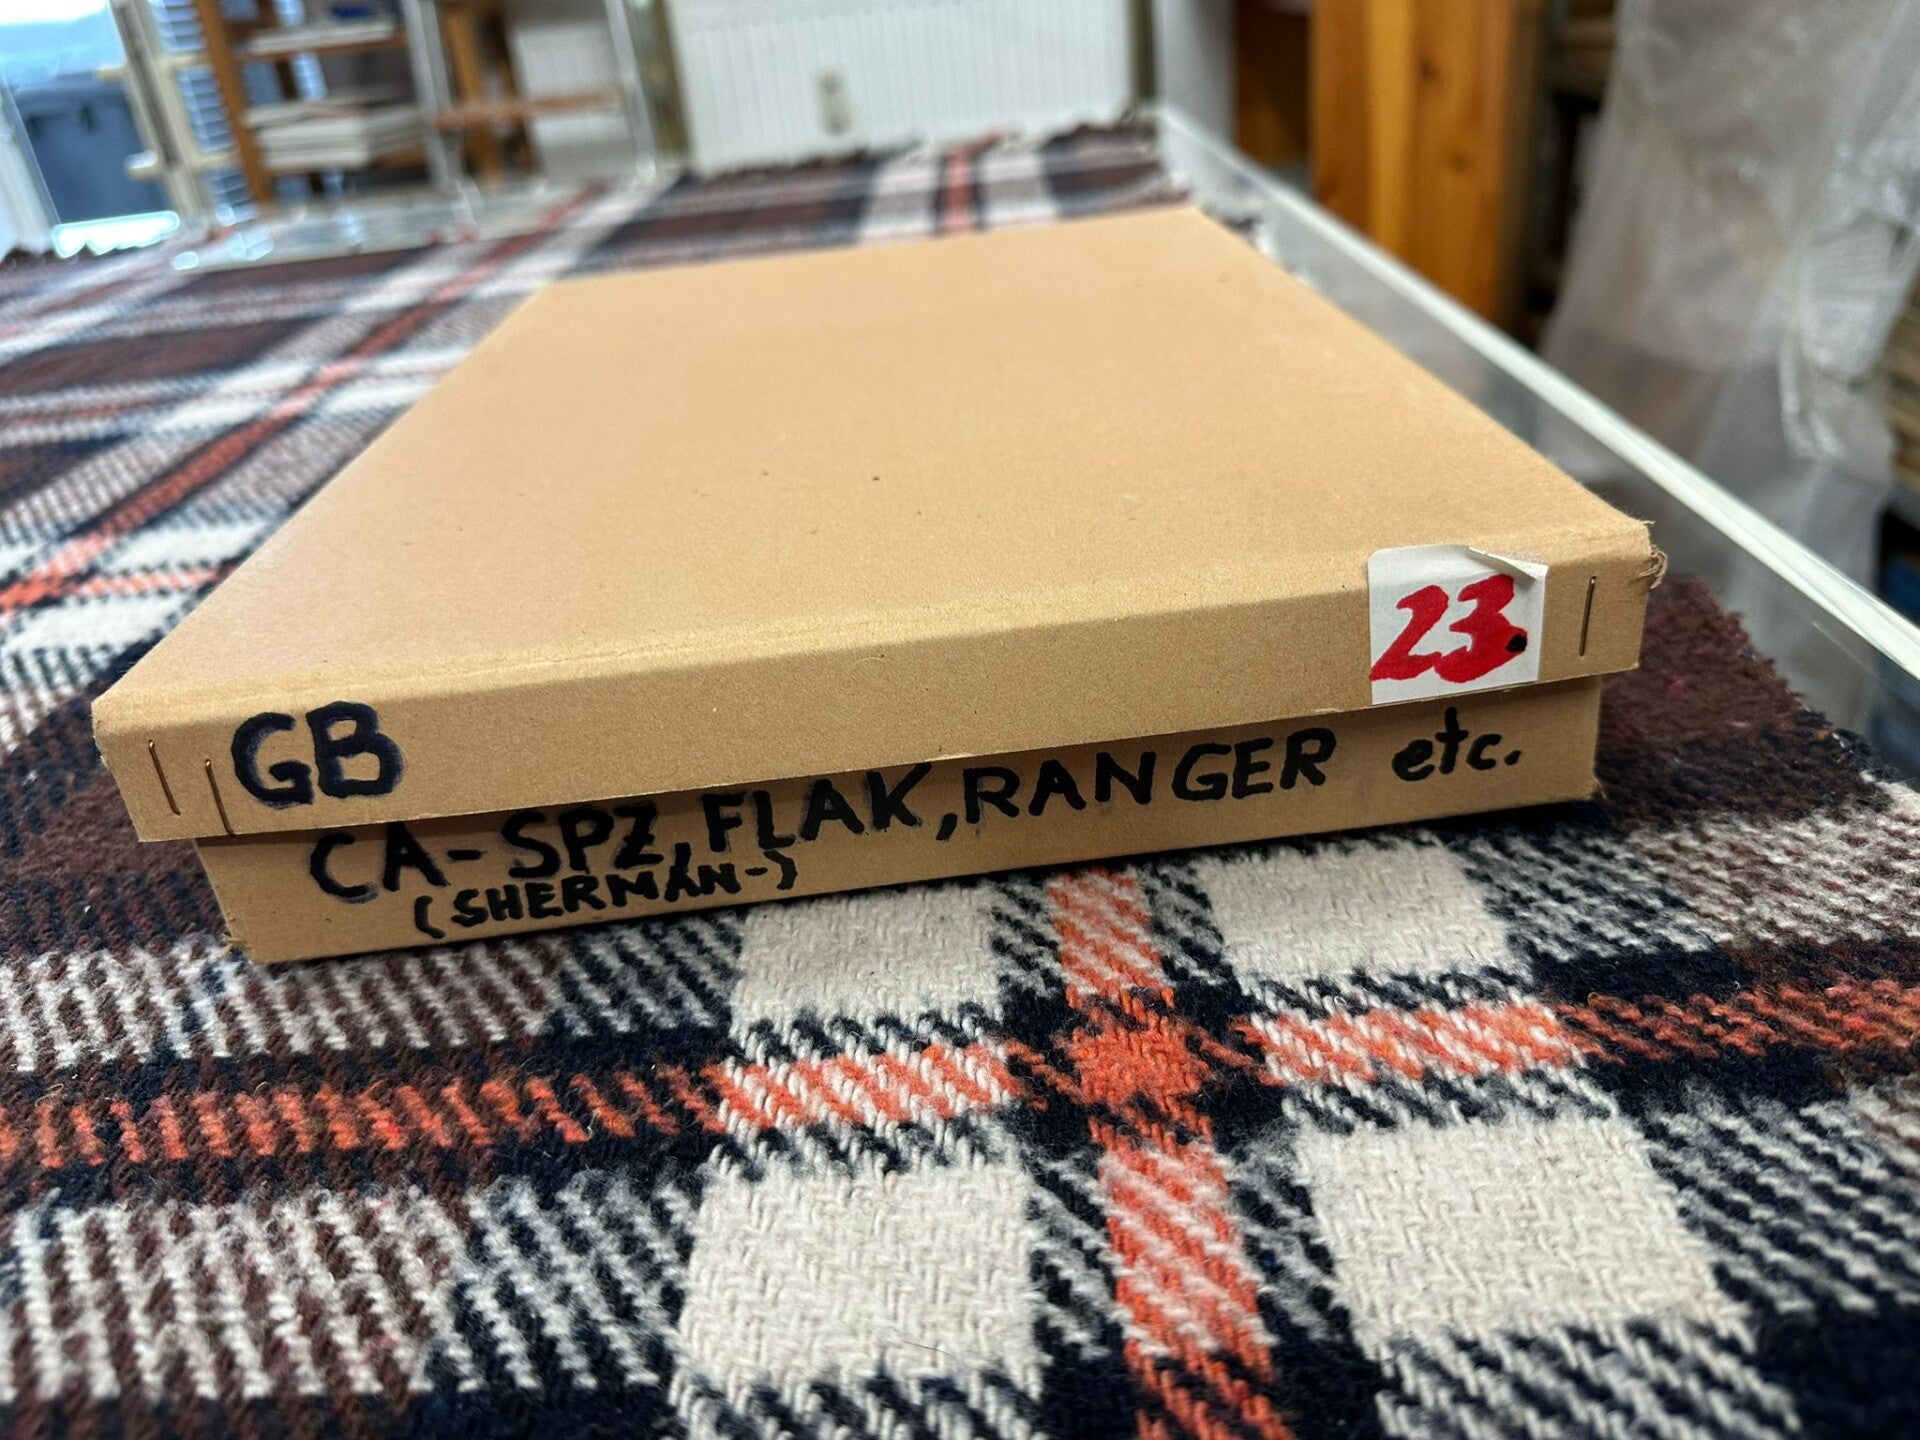 GB
23.
CA-SPZ, FLAK, RANGER etc.
(SHERMAN-)